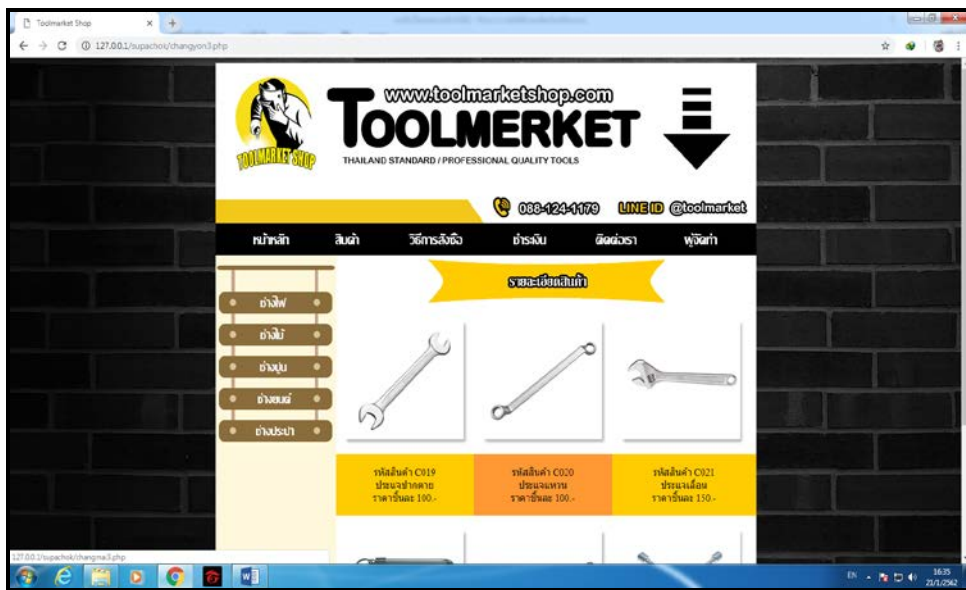 Toolmarket Shop
127.0.0.1/supachok/changyon3.php
TOOLMARKET SHOP
www.toolmarketshop.com
TOOLMERKET
THAILAND STANDARD / PROFESSIONAL QUALITY TOOLS
088-124-1179 LINE ID @toolmarket
หน้าหลัก สินค้า วิธีการสั่งซื้อ ชำระเงิน ติดต่อเรา ผู้จัดทำ
รายละเอียดสินค้า
ช่างไฟ
ช่างไม้
ช่างปูน
ช่างยนต์
ช่างประปา
รหัสสินค้า C019 รหัสสินค้า C020 รหัสสินค้า C021
ประแจปากตาย ประแจแหวน ประแจเลื่อน
ราคาชิ้นละ 100.- ราคาชิ้นละ 100.- ราคาชิ้นละ 150.-
127.0.0.1/supachok/changmai3.php
EN 16:35
21/1/2562